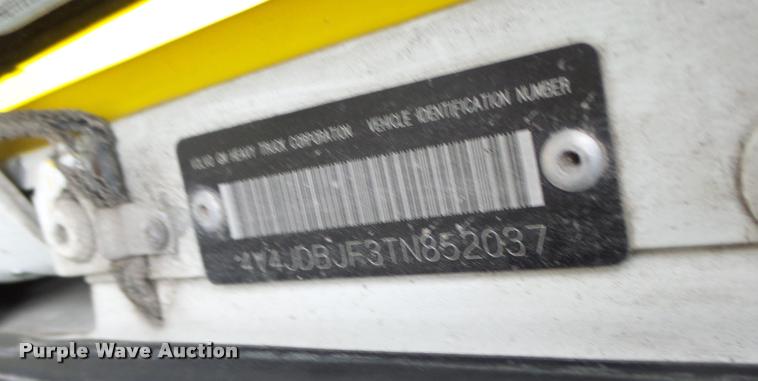 VOLVO GM HEAVY TRUCK CORPORATION VEHICLE IDENTIFICATION NUMBER
4V4JDBJF3TN852037
Purple Wave Auction